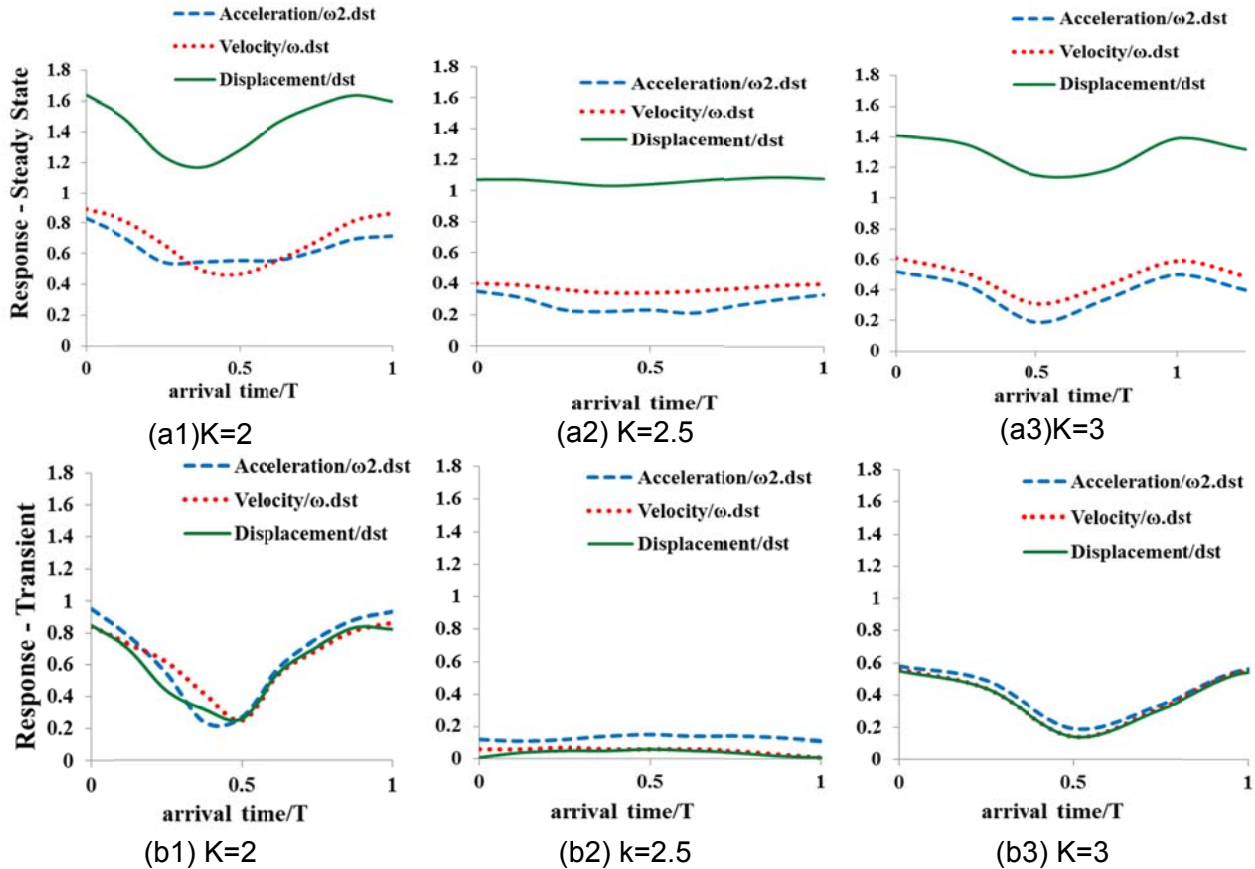 Acceleration/ω2.dst
Velocity/ω.dst
Displacement/dst
Response - Steady State
1.8
1.6
1.4
1.2
1
0.8
0.6
0.4
0.2
0
0 0.5 1
arrival time/T
(a1)K=2
Acceleration/ω2.dst
Velocity/ω.dst
Displacement/dst
1.8
1.6
1.4
1.2
1
0.8
0.6
0.4
0.2
0
0 0.5 1
arrival time/T
(a2) K=2.5
Acceleration/ω2.dst
Velocity/ω.dst
Displacement/dst
1.8
1.6
1.4
1.2
1
0.8
0.6
0.4
0.2
0
0 0.5 1
arrival time/T
(a3)K=3
Acceleration/ω2.dst
Velocity/ω.dst
Displacement/dst
Response - Transient
1.8
1.6
1.4
1.2
1
0.8
0.6
0.4
0.2
0
0 0.5 1
arrival time/T
(b1) K=2
Acceleration/ω2.dst
Velocity/ω.dst
Displacement/dst
1.8
1.6
1.4
1.2
1
0.8
0.6
0.4
0.2
0
0 0.5 1
arrival time/T
(b2) k=2.5
Acceleration/ω2.dst
Velocity/ω.dst
Displacement/dst
1.8
1.6
1.4
1.2
1
0.8
0.6
0.4
0.2
0
0 0.5 1
arrival time/T
(b3) K=3